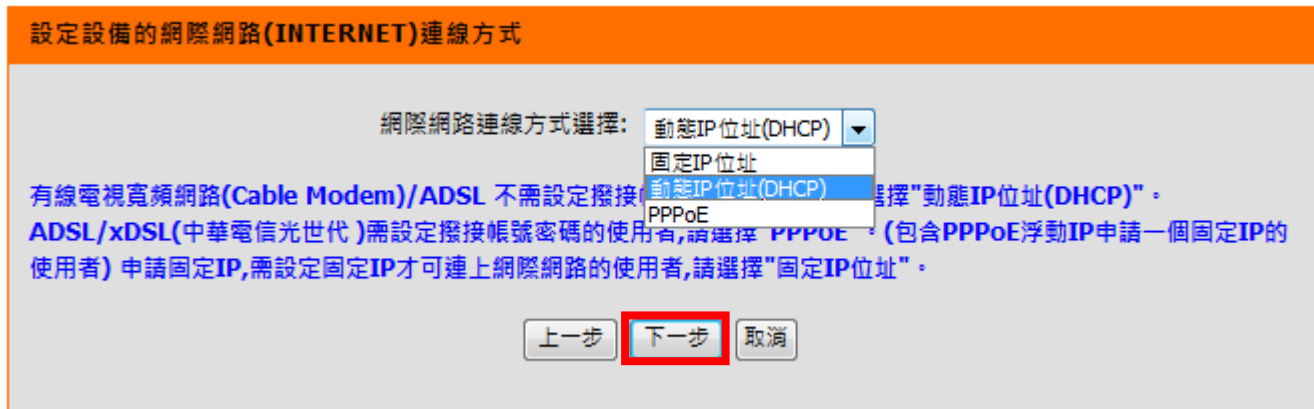 設定設備的網際網路(INTERNET)連線方式
網際網路連線方式選擇: 動態IP位址(DHCP)
固定IP位址
動態IP位址(DHCP)
PPPoE
有線電視寬頻網路(Cable Modem)/ADSL 不需設定撥接 選擇"動態IP位址(DHCP)"。
ADSL/xDSL(中華電信光世代 )需設定撥接帳號密碼的使用者,請選擇"PPPoE"。(包含PPPoE浮動IP申請一個固定IP的
使用者) 申請固定IP,需設定固定IP才可連上網際網路的使用者,請選擇"固定IP位址"。
上一步 下一步 取消